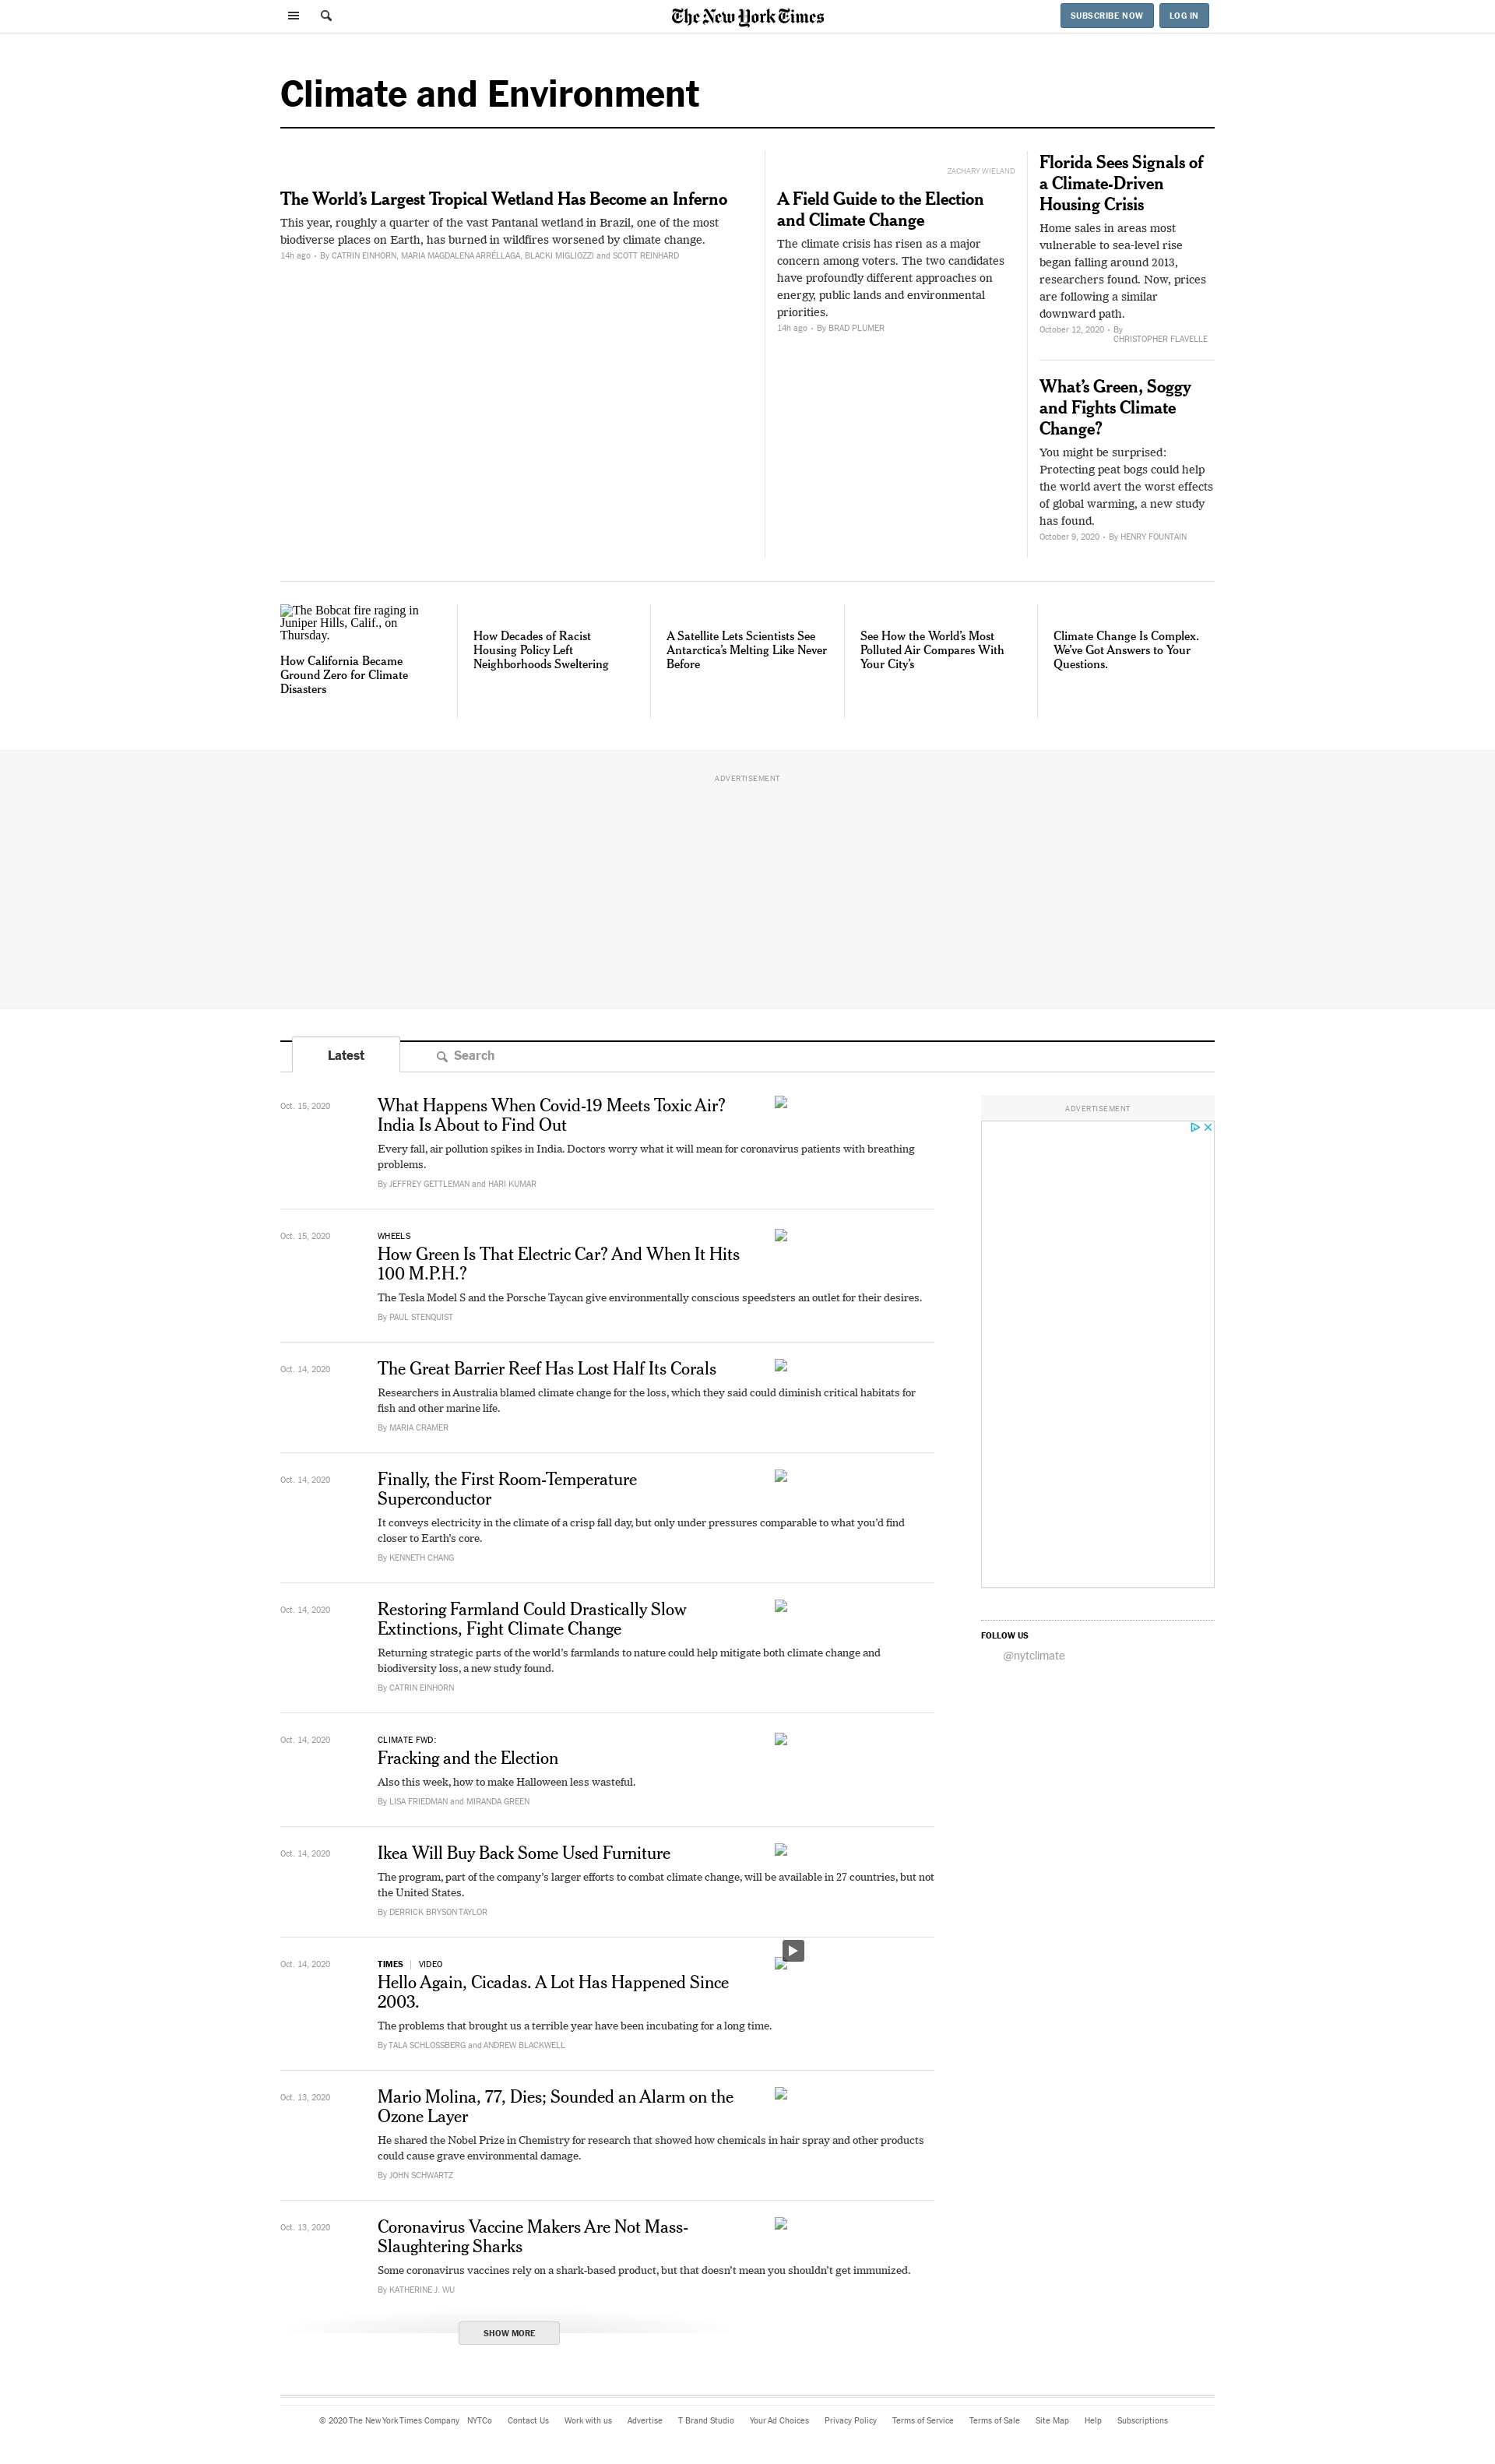 The New York Times
SUBSCRIBE NOW
LOG IN
Climate and Environment
The World's Largest Tropical Wetland Has Become an Inferno
This year, roughly a quarter of the vast Pantanal wetland in Brazil, one of the most
biodiverse places on Earth, has burned in wildfires worsened by climate change.
14h ago • By CATRIN EINHORN, MARIA MAGDALENA ARRÉLLAGA, BLACKI MIGLIOZZI and SCOTT REINHARD
ZACHARY WIELAND
A Field Guide to the Election
and Climate Change
The climate crisis has risen as a major
concern among voters. The two candidates
have profoundly different approaches on
energy, public lands and environmental
priorities.
14h ago • By BRAD PLUMER
Florida Sees Signals of
a Climate-Driven
Housing Crisis
Home sales in areas most
vulnerable to sea-level rise
began falling around 2013,
researchers found. Now, prices
are following a similar
downward path.
October 12, 2020 • By
CHRISTOPHER FLAVELLE
What's Green, Soggy
and Fights Climate
Change?
You might be surprised:
Protecting peat bogs could help
the world avert the worst effects
of global warming, a new study
has found.
October 9, 2020 • By HENRY FOUNTAIN
The Bobcat fire raging in
Juniper Hills, Calif., on
Thursday.
How California Became
Ground Zero for Climate
Disasters
How Decades of Racist
Housing Policy Left
Neighborhoods Sweltering
A Satellite Lets Scientists See
Antarctica's Melting Like Never
Before
See How the World's Most
Polluted Air Compares With
Your City's
Climate Change Is Complex.
We've Got Answers to Your
Questions.
ADVERTISEMENT
Latest
Search
Oct. 15, 2020
What Happens When Covid-19 Meets Toxic Air?
India Is About to Find Out
Every fall, air pollution spikes in India. Doctors worry what it will mean for coronavirus patients with breathing
problems.
By JEFFREY GETTLEMAN and HARI KUMAR
Oct. 15, 2020
WHEELS
How Green Is That Electric Car? And When It Hits
100 M.P.H.?
The Tesla Model S and the Porsche Taycan give environmentally conscious speedsters an outlet for their desires.
By PAUL STENQUIST
Oct. 14, 2020
The Great Barrier Reef Has Lost Half Its Corals
Researchers in Australia blamed climate change for the loss, which they said could diminish critical habitats for
fish and other marine life.
By MARIA CRAMER
Oct. 14, 2020
Finally, the First Room-Temperature
Superconductor
It conveys electricity in the climate of a crisp fall day, but only under pressures comparable to what you'd find
closer to Earth's core.
By KENNETH CHANG
Oct. 14, 2020
Restoring Farmland Could Drastically Slow
Extinctions, Fight Climate Change
Returning strategic parts of the world's farmlands to nature could help mitigate both climate change and
biodiversity loss, a new study found.
By CATRIN EINHORN
Oct. 14, 2020
CLIMATE FWD:
Fracking and the Election
Also this week, how to make Halloween less wasteful.
By LISA FRIEDMAN and MIRANDA GREEN
Oct. 14, 2020
Ikea Will Buy Back Some Used Furniture
The program, part of the company's larger efforts to combat climate change, will be available in 27 countries, but not
the United States.
By DERRICK BRYSON TAYLOR
Oct. 14, 2020
TIMES | VIDEO
Hello Again, Cicadas. A Lot Has Happened Since
2003.
The problems that brought us a terrible year have been incubating for a long time.
By TALA SCHLOSSBERG and ANDREW BLACKWELL
Oct. 13, 2020
Mario Molina, 77, Dies; Sounded an Alarm on the
Ozone Layer
He shared the Nobel Prize in Chemistry for research that showed how chemicals in hair spray and other products
could cause grave environmental damage.
By JOHN SCHWARTZ
Oct. 13, 2020
Coronavirus Vaccine Makers Are Not Mass-
Slaughtering Sharks
Some coronavirus vaccines rely on a shark-based product, but that doesn't mean you shouldn't get immunized.
By KATHERINE J. WU
SHOW MORE
ADVERTISEMENT
FOLLOW US
@nytclimate
© 2020 The New York Times Company NYTCo Contact Us Work with us Advertise T Brand Studio Your Ad Choices Privacy Policy Terms of Service Terms of Sale Site Map Help Subscriptions